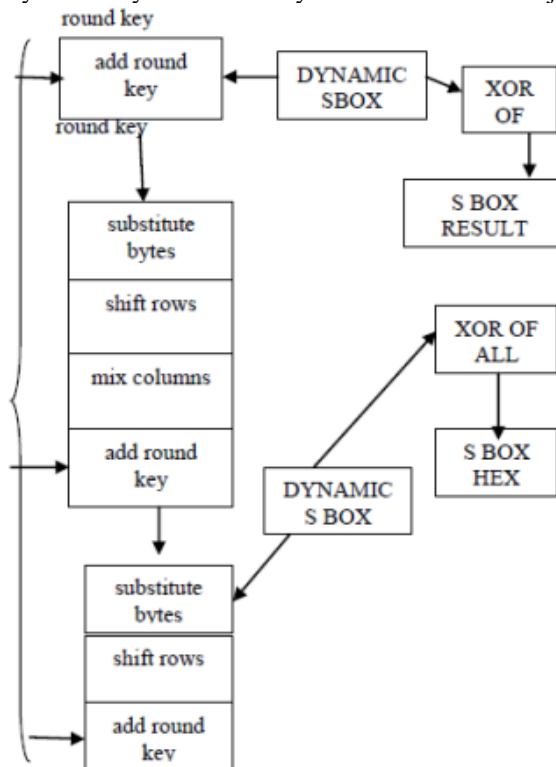 round key
add round
key
DYNAMIC
SBOX
XOR
OF
round key
S BOX
RESULT
substitute
bytes
shift rows
mix columns
add round
key
XOR OF
ALL
S BOX
HEX
DYNAMIC
S BOX
substitute
bytes
shift rows
add round
key